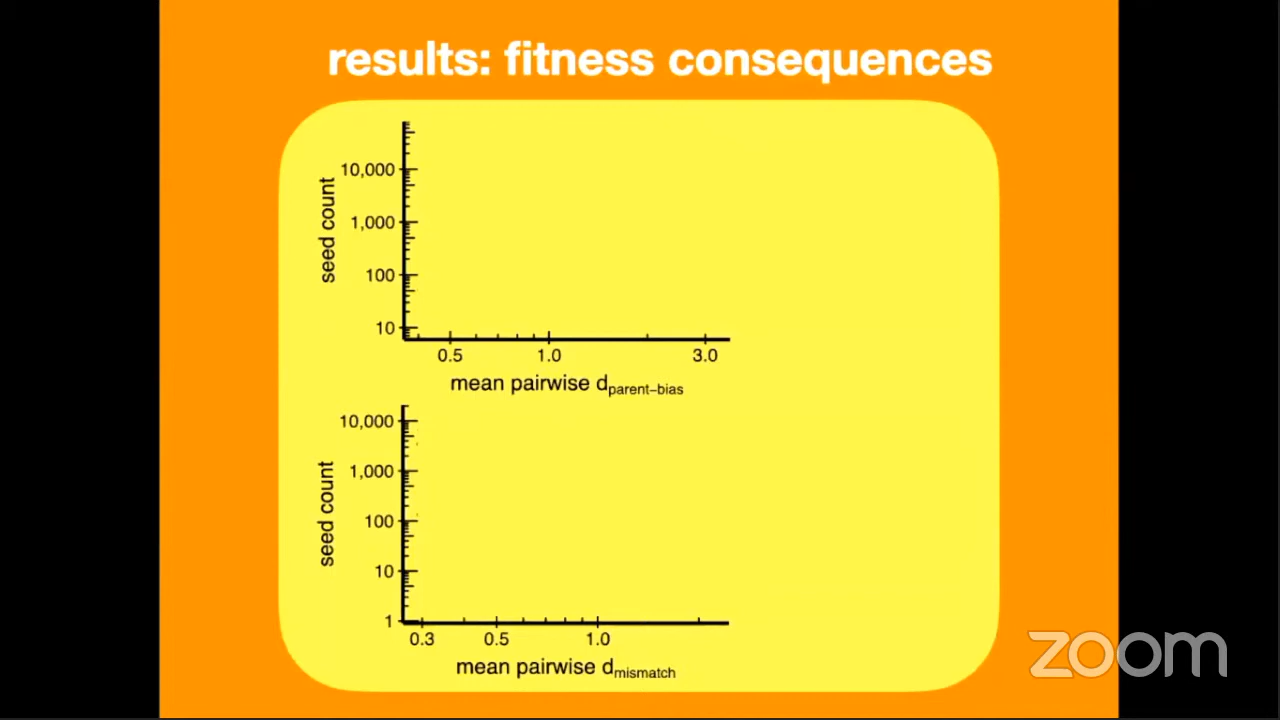 results: fitness consequences
seed count
10,000
1,000
100
10
0.5 1.0 3.0
mean pairwise dparent–bias
seed count
10,000
1,000
100
10
1
0.3 0.5 1.0
mean pairwise dmismatch
zoom